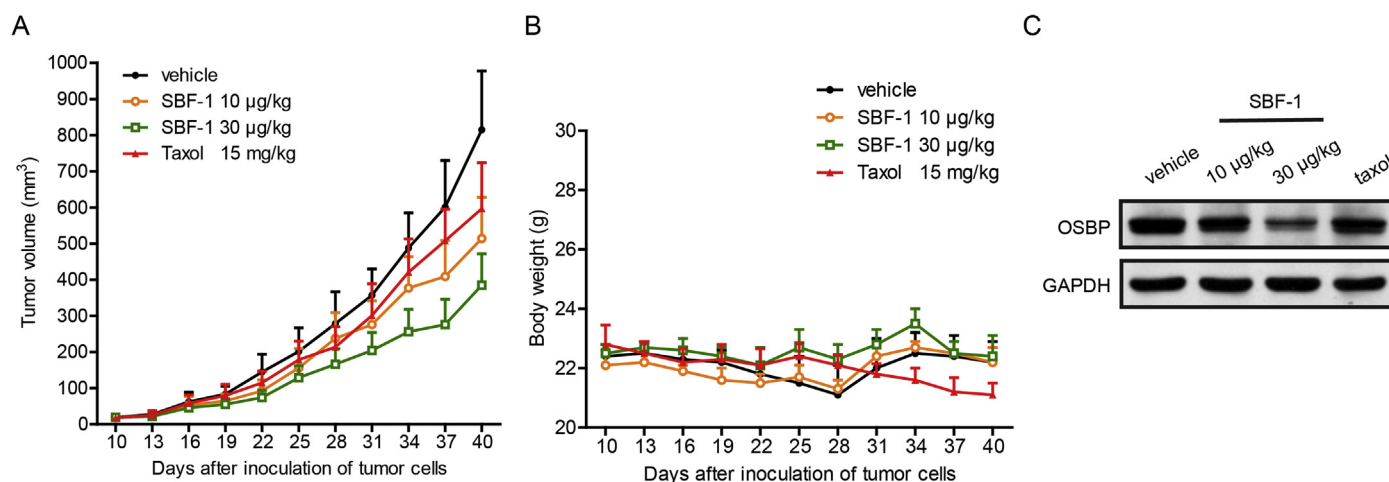 A
Tumor volume (mm³)
1000
900
800
700
600
500
400
300
200
100
0
vehicle
SBF-1 10 µg/kg
SBF-1 30 µg/kg
Taxol 15 mg/kg
10 13 16 19 22 25 28 31 34 37 40
Days after inoculation of tumor cells
B
Body weight (g)
30
28
26
24
22
20
vehicle
SBF-1 10 µg/kg
SBF-1 30 µg/kg
Taxol 15 mg/kg
10 13 16 19 22 25 28 31 34 37 40
Days after inoculation of tumor cells
C
SBF-1
vehicle
10 µg/kg
30 µg/kg
taxol
OSBP
GAPDH